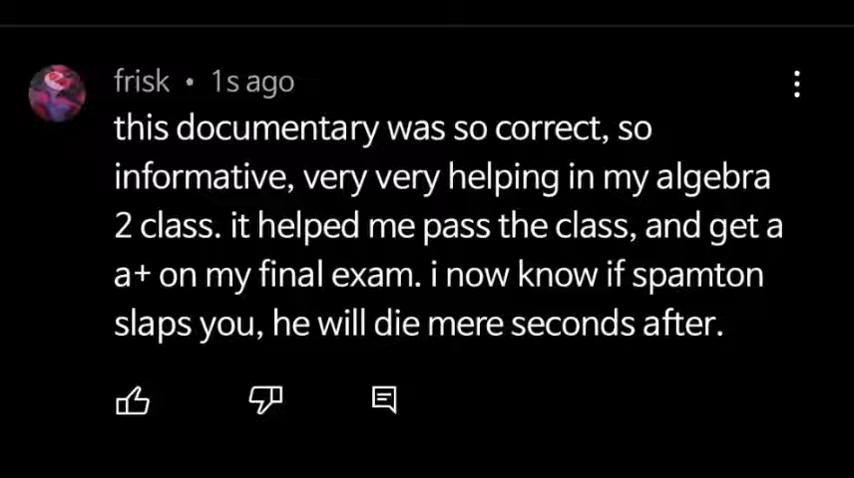 frisk • 1s ago
this documentary was so correct, so
informative, very very helping in my algebra
2 class. it helped me pass the class, and get a
a+ on my final exam. i now know if spamton
slaps you, he will die mere seconds after.